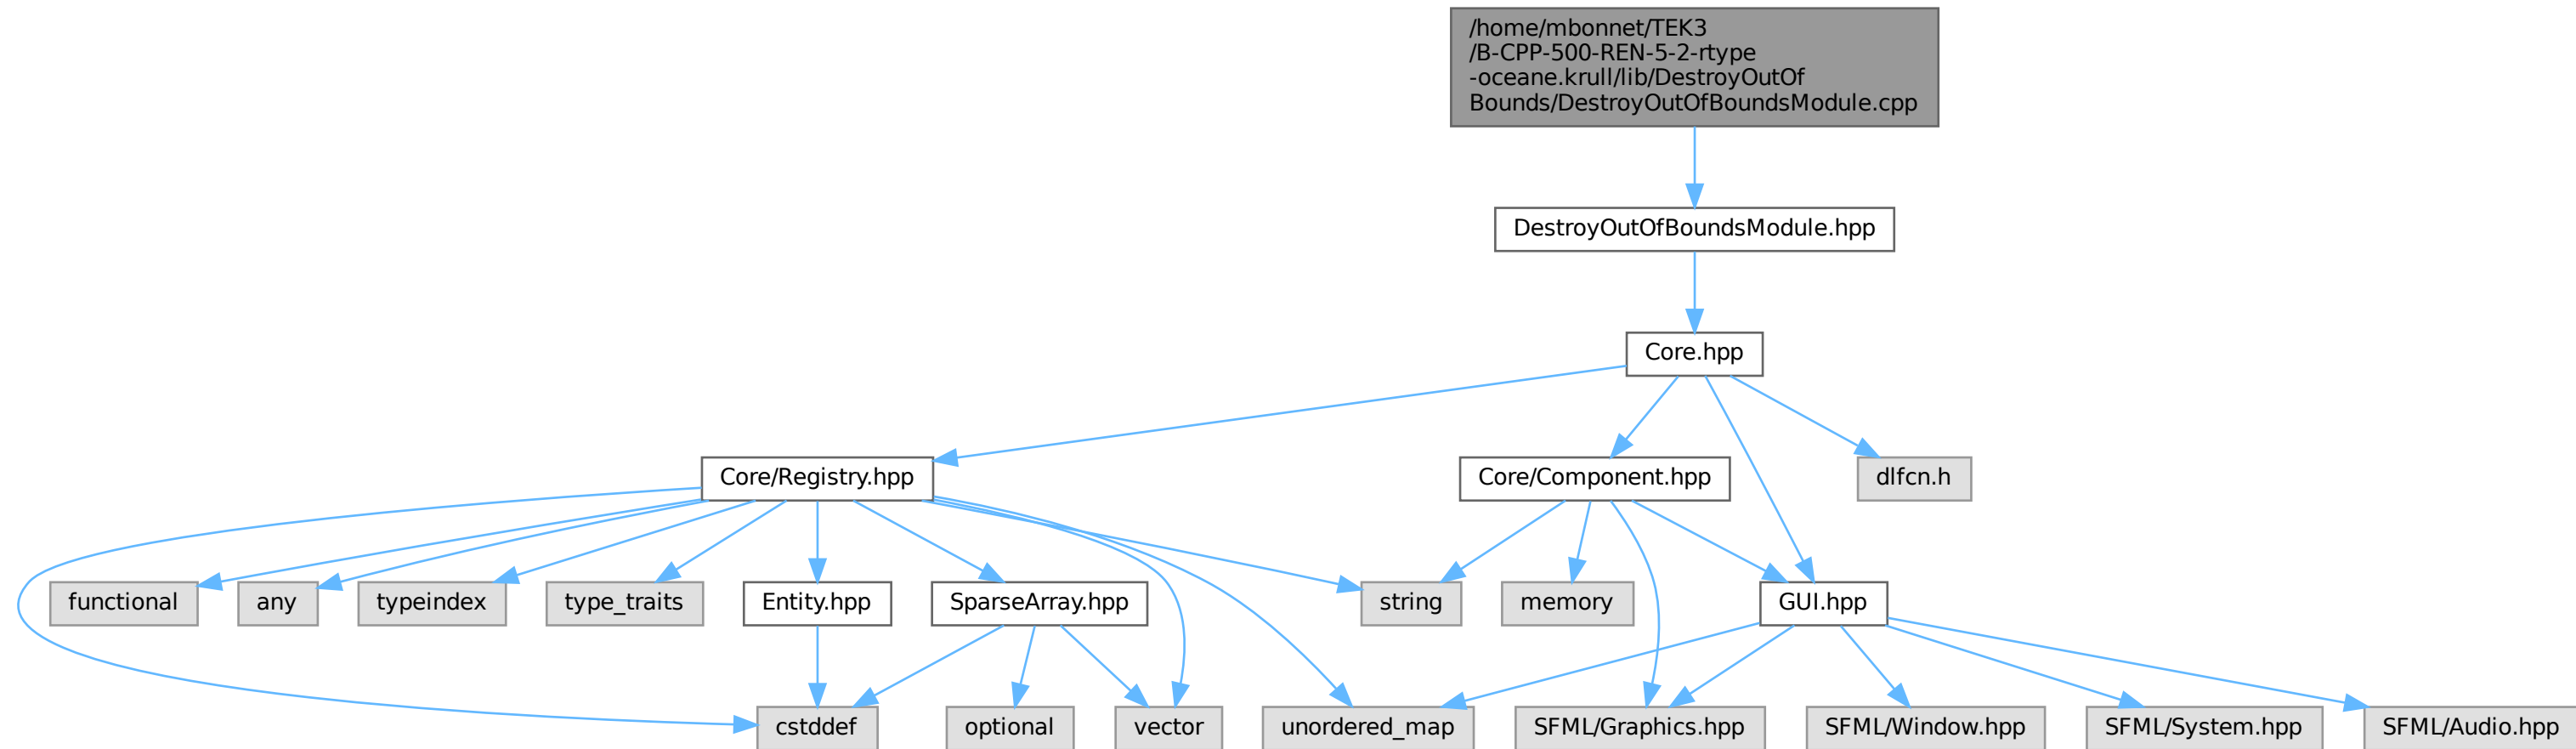 /home/mbonnet/TEK3
/B-CPP-500-REN-5-2-rtype
-oceane.krull/lib/DestroyOutOf
Bounds/DestroyOutOfBoundsModule.cpp
DestroyOutOfBoundsModule.hpp
Core.hpp
Core/Registry.hpp
Core/Component.hpp
dlfcn.h
functional
any
typeindex
type_traits
Entity.hpp
SparseArray.hpp
string
memory
GUI.hpp
cstddef
optional
vector
unordered_map
SFML/Graphics.hpp
SFML/Window.hpp
SFML/System.hpp
SFML/Audio.hpp